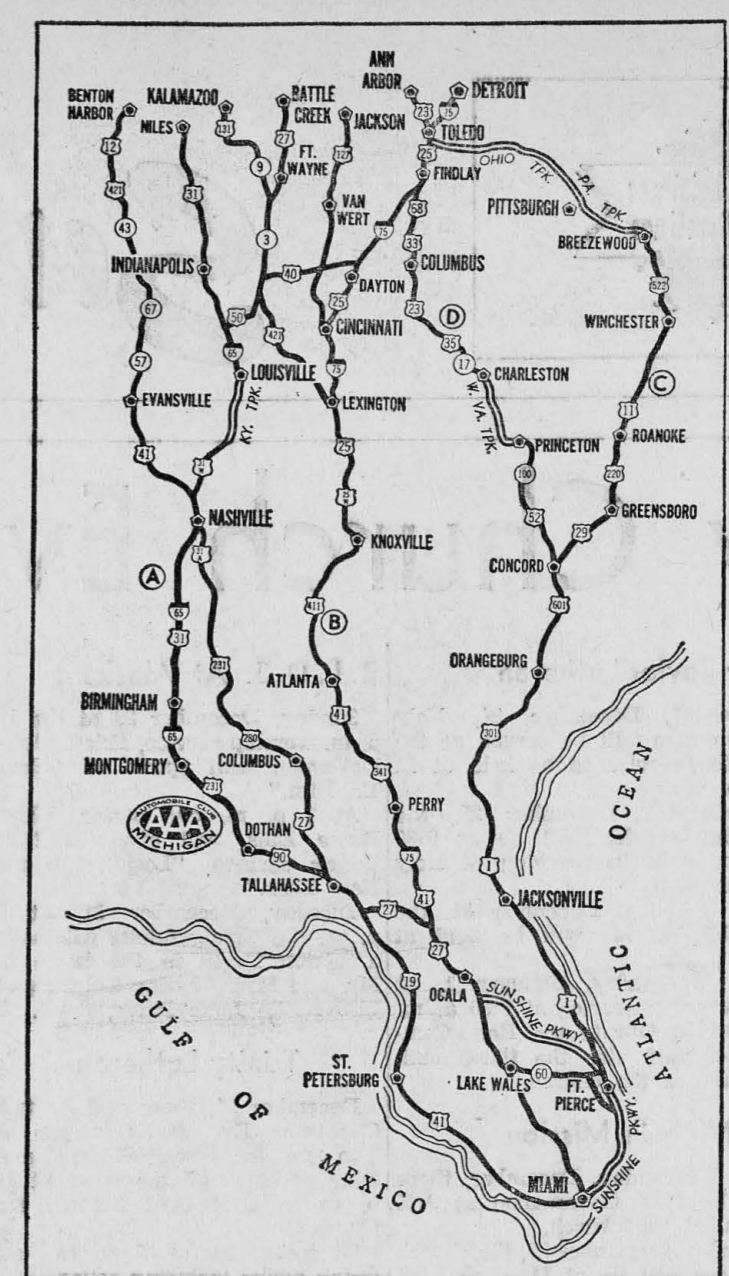 ANN
ARBOR
DETROIT
BENTON
HARBOR
KALAMAZOO
BATTLE
CREEK
JACKSON
NILES
23
75
TOLEDO
12
131
27
127
25
OHIO TPK.
PA. TPK.
FT.
WAYNE
9
FINDLAY
421
31
VAN
WERT
68
PITTSBURGH
43
3
75
33
BREEZEWOOD
INDIANAPOLIS
40
COLUMBUS
DAYTON
522
67
50
25
23
D
WINCHESTER
421
CINCINNATI
35
57
65
75
17
CHARLESTON
C
LOUISVILLE
EVANSVILLE
KY. TPK.
LEXINGTON
W. VA. TPK.
11
41
25
PRINCETON
ROANOKE
31
W
100
220
25
W
NASHVILLE
52
GREENSBORO
31
A
KNOXVILLE
29
CONCORD
A
65
411
601
31
B
231
ORANGEBURG
ATLANTA
BIRMINGHAM
41
65
280
301
MONTGOMERY
COLUMBUS
341
231
PERRY
AUTOMOBILE CLUB
AAA
MICHIGAN
27
DOTHAN
90
75
1
TALLAHASSEE
41
JACKSONVILLE
27
27
19
OCALA
SUNSHINE PKWY.
1
ST.
PETERSBURG
LAKE WALES
60
FT.
PIERCE
41
MIAMI
SUNSHINE PKWY.
GULF
OF
MEXICO
ATLANTIC
OCEAN